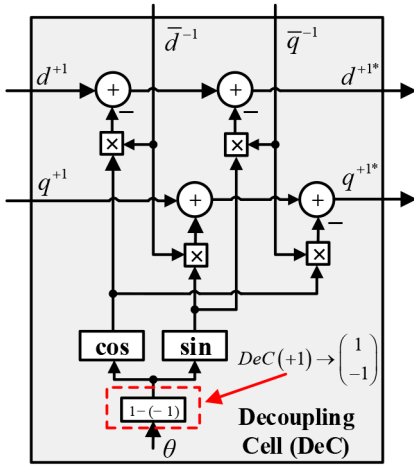 d̅⁻¹ q̅⁻¹
d⁺¹ + + d⁺¹*
− −
× ×
q⁺¹ + + q⁺¹*
−
× ×
cos sin
DeC(+1)→(1 −1)
1−(−1)
θ
Decoupling
Cell (DeC)